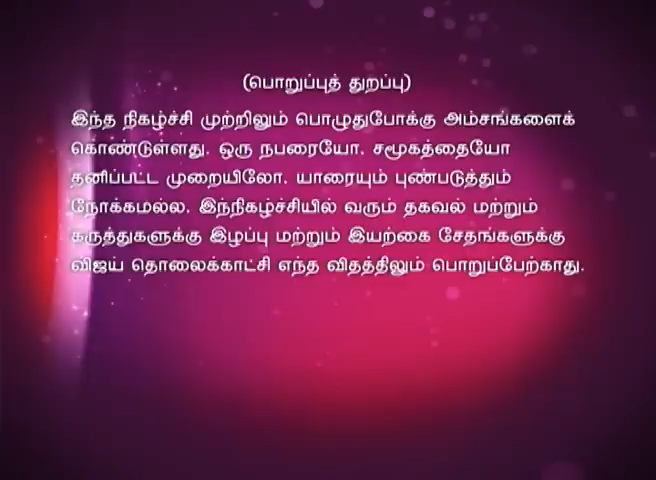 (பொறுப்புத் துறப்பு)
இந்த நிகழ்ச்சி முற்றிலும் பொழுதுபோக்கு அம்சங்களைக்
கொண்டுள்ளது. ஒரு நபரையோ. சமூகத்தையோ
தனிப்பட்ட முறையிலோ. யாரையும் புண்படுத்தும்
நோக்கமல்ல. இந்நிகழ்ச்சியில் வரும் தகவல் மற்றும்
கருத்துகளுக்கு இழப்பு மற்றும் இயற்கை சேதங்களுக்கு
விஜய் தொலைக்காட்சி எந்த விதத்திலும் பொறுப்பேற்காது.